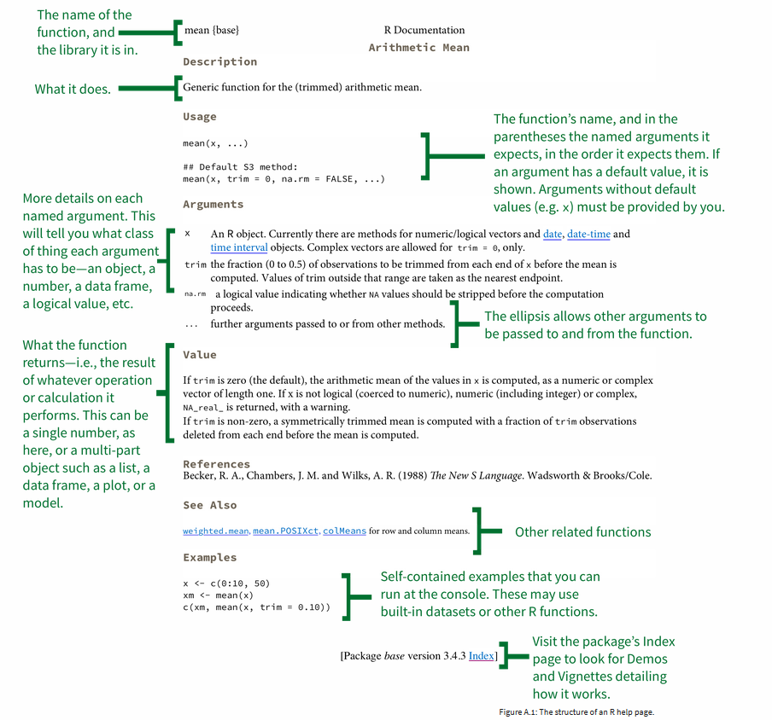 The name of the
function, and
the library it is in.
mean {base}
R Documentation
Arithmetic Mean
Description
What it does.
Generic function for the (trimmed) arithmetic mean.
Usage
mean(x, ...)
## Default S3 method:
mean(x, trim = 0, na.rm = FALSE, ...)
The function's name, and in the
parentheses the named arguments it
expects, in the order it expects them. If
an argument has a default value, it is
shown. Arguments without default
values (e.g. x) must be provided by you.
Arguments
More details on each
named argument. This
will tell you what class
of thing each argument
has to be—an object, a
number, a data frame,
a logical value, etc.
x An R object. Currently there are methods for numeric/logical vectors and date, date-time and
time interval objects. Complex vectors are allowed for trim = 0, only.
trim the fraction (0 to 0.5) of observations to be trimmed from each end of x before the mean is
computed. Values of trim outside that range are taken as the nearest endpoint.
na.rm a logical value indicating whether NA values should be stripped before the computation
proceeds.
... further arguments passed to or from other methods.
The ellipsis allows other arguments to
be passed to and from the function.
What the function
returns—i.e., the result
of whatever operation
or calculation it
performs. This can be
a single number, as
here, or a multi-part
object such as a list, a
data frame, a plot, or a
model.
Value
If trim is zero (the default), the arithmetic mean of the values in x is computed, as a numeric or complex
vector of length one. If x is not logical (coerced to numeric), numeric (including integer) or complex,
NA_real_ is returned, with a warning.
If trim is non-zero, a symmetrically trimmed mean is computed with a fraction of trim observations
deleted from each end before the mean is computed.
References
Becker, R. A., Chambers, J. M. and Wilks, A. R. (1988) The New S Language. Wadsworth & Brooks/Cole.
See Also
weighted.mean, mean.POSIXct, colMeans for row and column means.
Other related functions
Examples
x <- c(0:10, 50)
xm <- mean(x)
c(xm, mean(x, trim = 0.10))
Self-contained examples that you can
run at the console. These may use
built-in datasets or other R functions.
[Package base version 3.4.3 Index]
Visit the package's Index
page to look for Demos
and Vignettes detailing
how it works.
Figure A.1: The structure of an R help page.